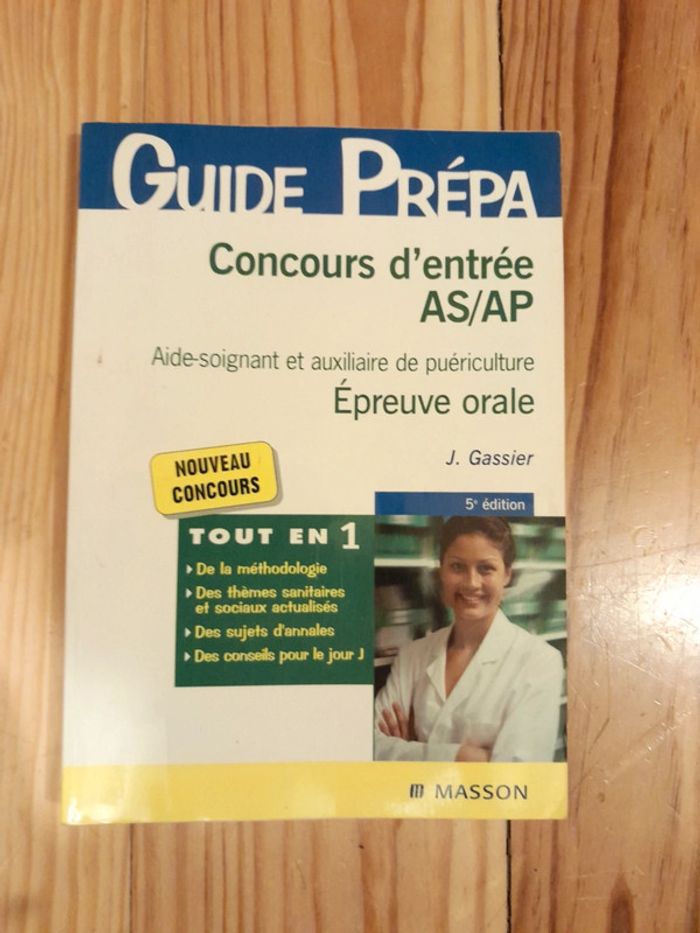 GUIDE PRÉPA
Concours d'entrée
AS/AP
Aide-soignant et auxiliaire de puériculture
Épreuve orale
J. Gassier
NOUVEAU
CONCOURS
5e édition
TOUT EN 1
De la méthodologie
Des thèmes sanitaires
et sociaux actualisés
Des sujets d'annales
Des conseils pour le jour J
m MASSON